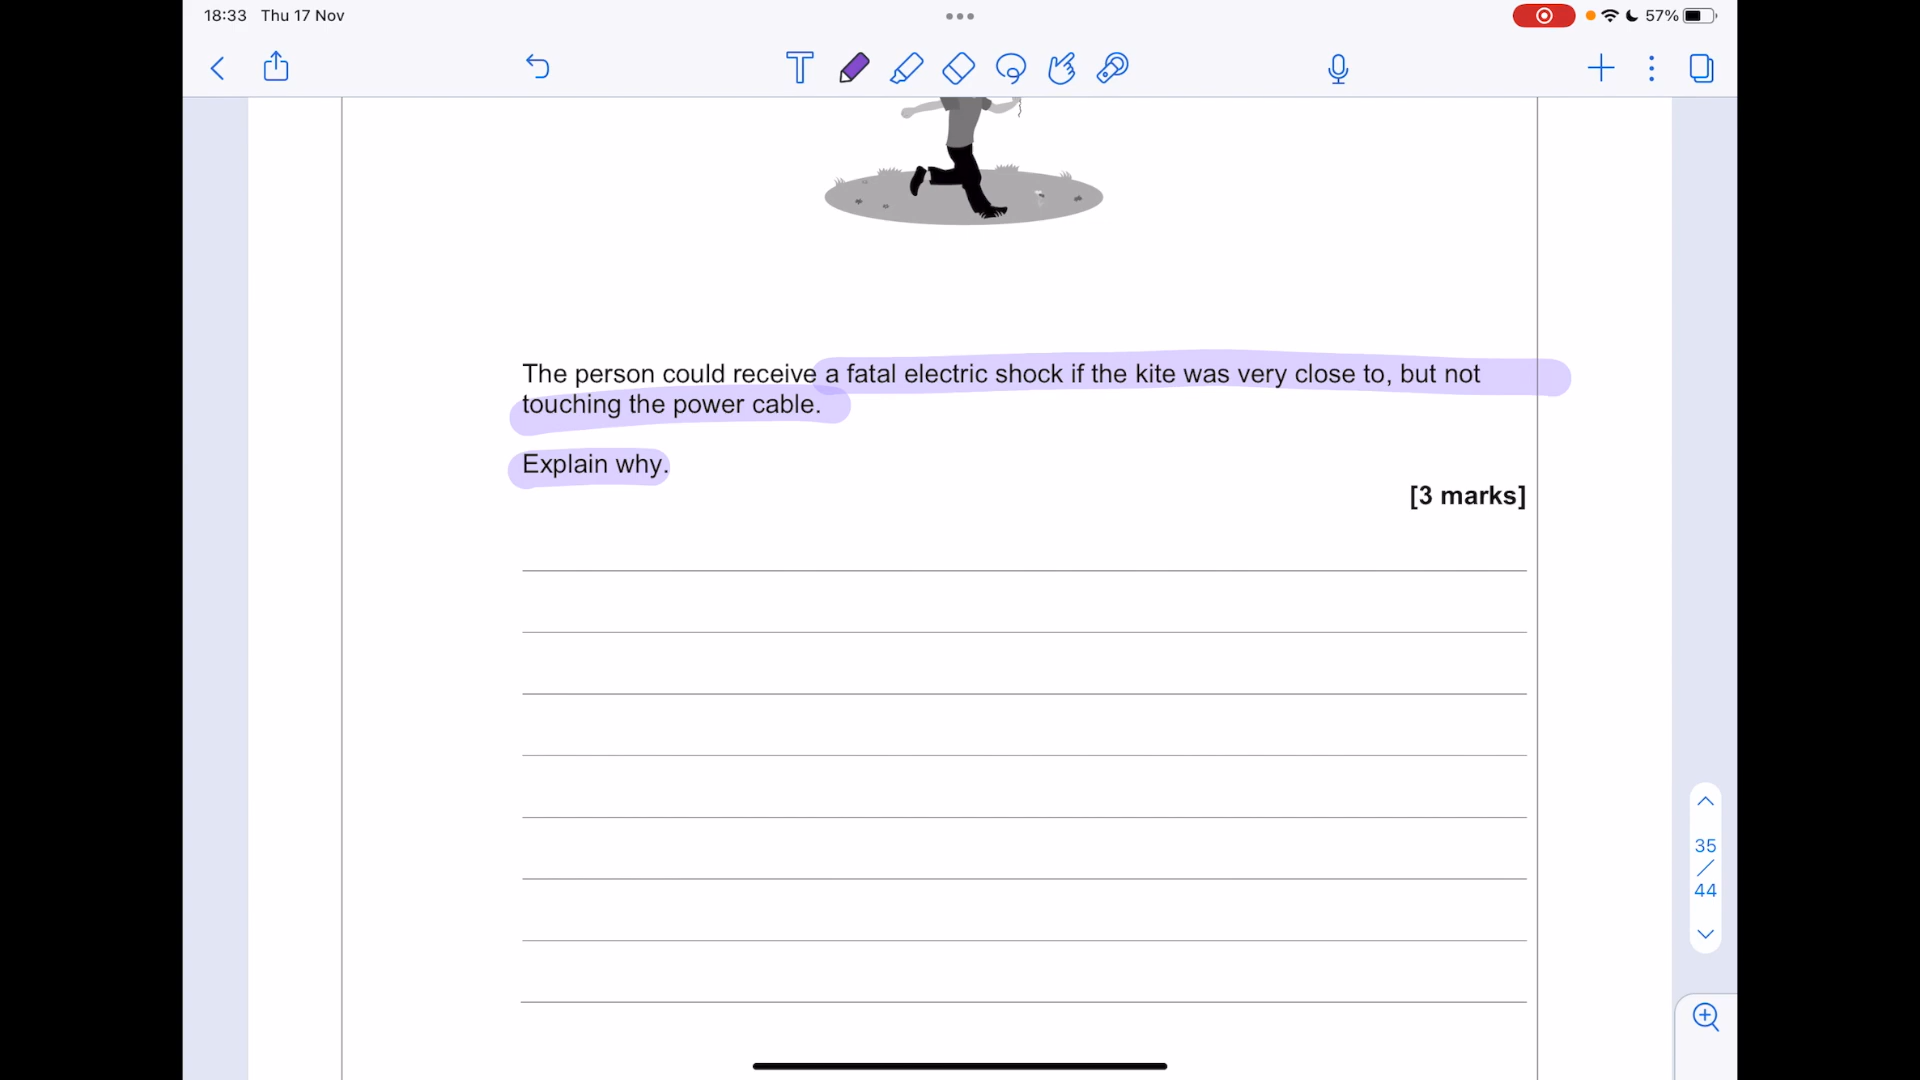 18:33 Thu 17 Nov
57%
The person could receive a fatal electric shock if the kite was very close to, but not
touching the power cable.
Explain why.
[3 marks]
35
44